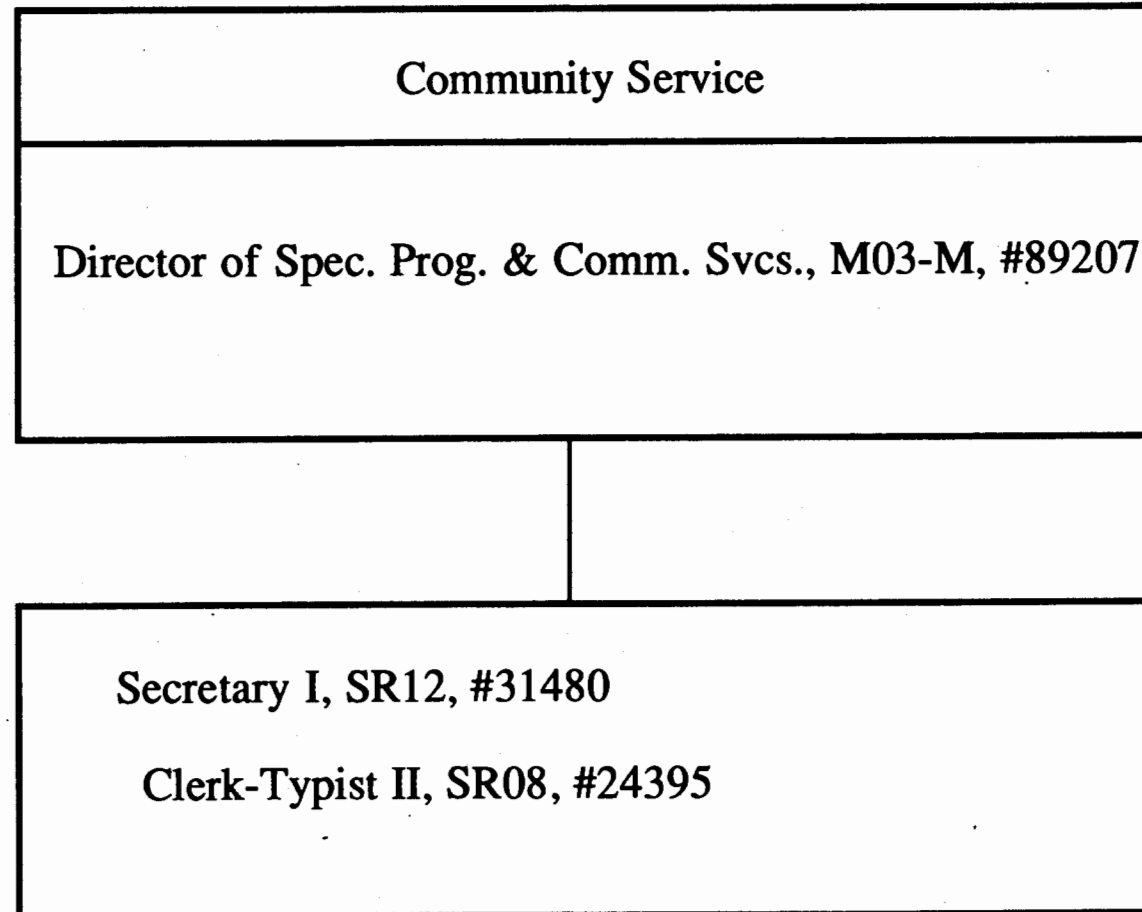 Community Service
Director of Spec. Prog. & Comm. Svcs., M03-M, #89207
Secretary I, SR12, #31480
Clerk-Typist II, SR08, #24395